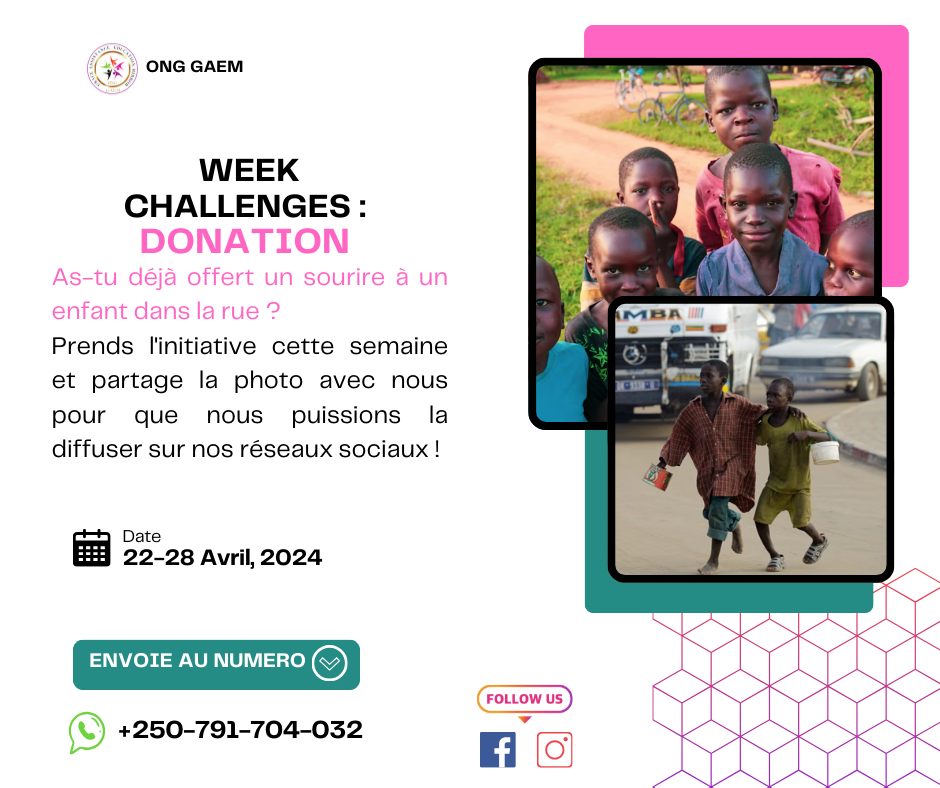 ONG GAEM
WEEK
CHALLENGES :
DONATION
As-tu déjà offert un sourire à un
enfant dans la rue ?
Prends l'initiative cette semaine
et partage la photo avec nous
pour que nous puissions la
diffuser sur nos réseaux sociaux !
Date
22-28 Avril, 2024
ENVOIE AU NUMERO
+250-791-704-032
FOLLOW US